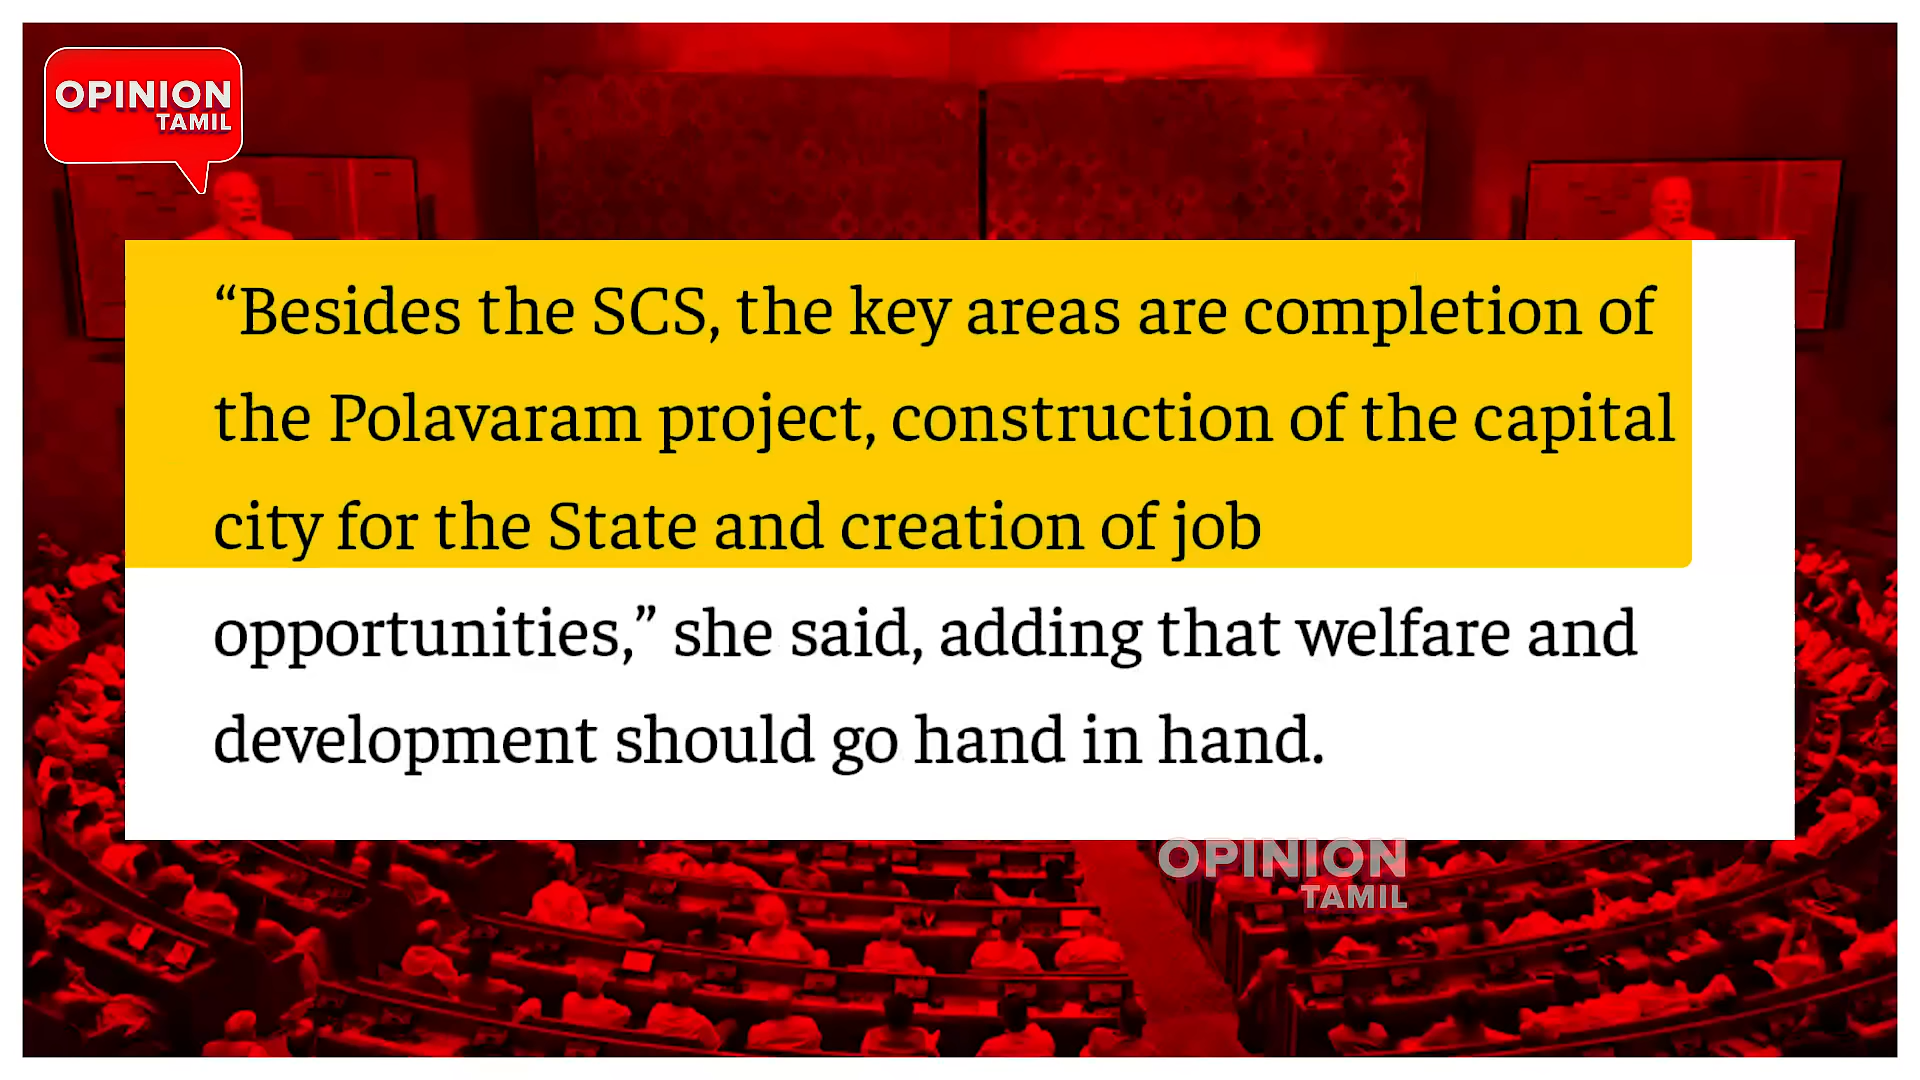 OPINION
TAMIL
“Besides the SCS, the key areas are completion of
the Polavaram project, construction of the capital
city for the State and creation of job
opportunities,” she said, adding that welfare and
development should go hand in hand.
OPINION
TAMIL